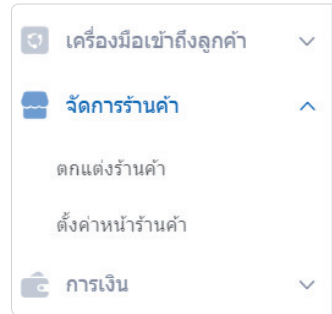 เครื่องมือเข้าถึงลูกค้า
จัดการร้านค้า
ตกแต่งร้านค้า
ตั้งค่าหน้าร้านค้า
การเงิน